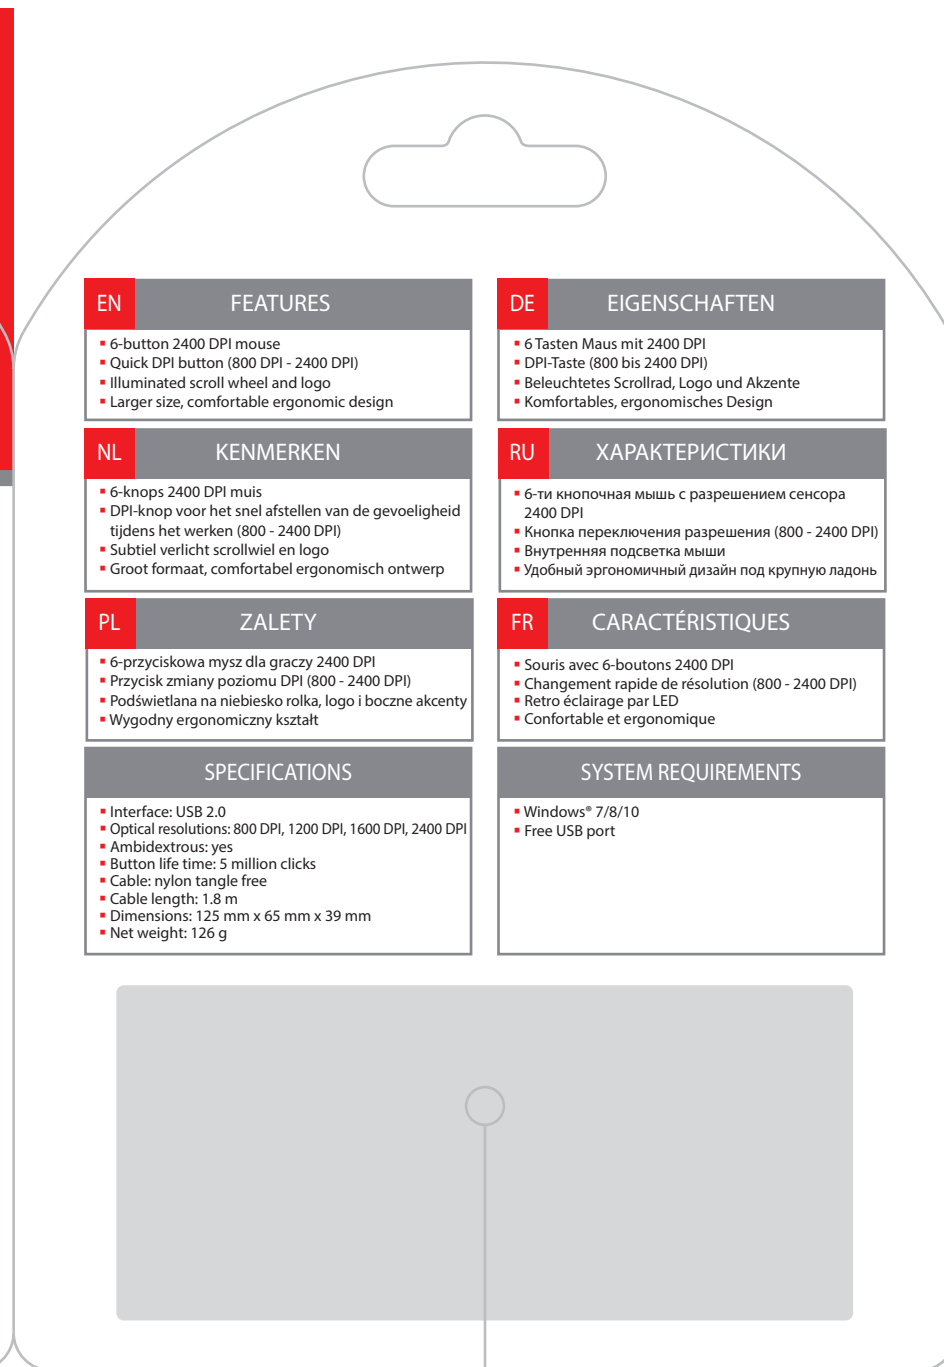 EN FEATURES
6-button 2400 DPI mouse
Quick DPI button (800 DPI - 2400 DPI)
Illuminated scroll wheel and logo
Larger size, comfortable ergonomic design
DE EIGENSCHAFTEN
6 Tasten Maus mit 2400 DPI
DPI-Taste (800 bis 2400 DPI)
Beleuchtetes Scrollrad, Logo und Akzente
Komfortables, ergonomisches Design
NL KENMERKEN
6-knops 2400 DPI muis
DPI-knop voor het snel afstellen van de gevoeligheid
tijdens het werken (800 - 2400 DPI)
Subtiel verlicht scrollwiel en logo
Groot formaat, comfortabel ergonomisch ontwerp
RU ХАРАКТЕРИСТИКИ
6-ти кнопочная мышь с разрешением сенсора
2400 DPI
Кнопка переключения разрешения (800 - 2400 DPI)
Внутренняя подсветка мыши
Удобный эргономичный дизайн под крупную ладонь
PL ZALETY
6-przyciskowa mysz dla graczy 2400 DPI
Przycisk zmiany poziomu DPI (800 - 2400 DPI)
Podświetlana na niebiesko rolka, logo i boczne akcenty
Wygodny ergonomiczny kształt
FR CARACTÉRISTIQUES
Souris avec 6-boutons 2400 DPI
Changement rapide de résolution (800 - 2400 DPI)
Retro éclairage par LED
Confortable et ergonomique
SPECIFICATIONS
Interface: USB 2.0
Optical resolutions: 800 DPI, 1200 DPI, 1600 DPI, 2400 DPI
Ambidextrous: yes
Button life time: 5 million clicks
Cable: nylon tangle free
Cable length: 1.8 m
Dimensions: 125 mm x 65 mm x 39 mm
Net weight: 126 g
SYSTEM REQUIREMENTS
Windows® 7/8/10
Free USB port